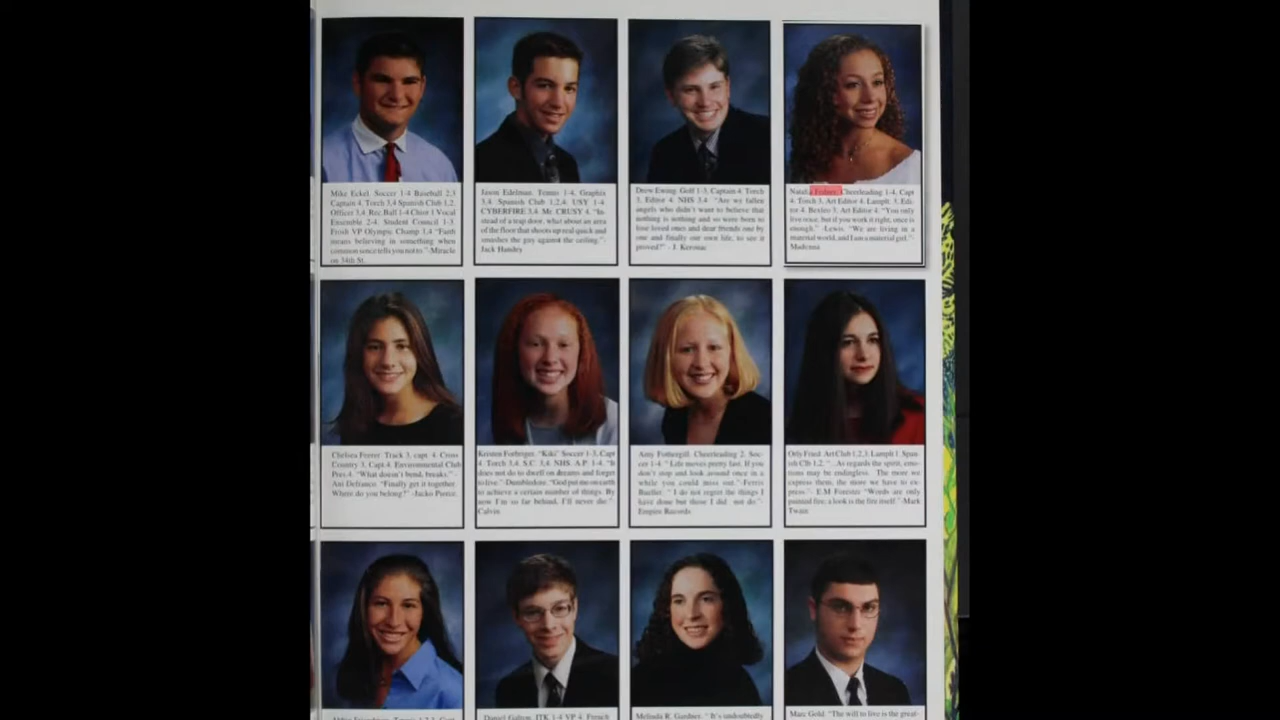 Mike Eckel. Soccer 1-4 Baseball 2,3
Captain 4. Torch 3,4 Spanish Club 1,2,
Officer 3,4 Rec Ball 1-4 Choir 1 Vocal
Ensemble 2-4. Student Council 1-3.
Frosh VP Olympic Champ 1,4 "Faith
means believing in something when
common sence tells you not to." -Miracle
on 34th St.
Jason Edelman. Tennis 1-4, Graphix
3,4. Spanish Club 1,2,4. USY 1-4
CYBERFIRE 3,4. Mr. CRUSY 4. "In-
stead of a trap door, what about an area
of the floor that shoots up real quick and
smashes the guy against the ceiling."-
Jack Handey
Drew Ewing. Golf 1-3, Captain 4. Torch
3, Editor 4. NHS 3,4. "Are we fallen
angels who didn't want to believe that
nothing is nothing and so were born to
lose loved ones and dear friends one by
one and finally our own life, to see it
proved?" - J. Kerouac
Cheerleading 1-4, Capt
4. Torch 3, Art Editor 4. Lamplt 3, Edi-
tor 4. Bexleo 3, Art Editor 4. "You only
live once, but if you work it right, once is
enough." -Lewis. "We are living in a
material world, and I am a material girl."-
Madonna
Chelsea Ferrer. Track 3, capt. 4. Cross
Country 3, Capt 4. Environmental Club
Pres 4. "What doesn't bend, breaks." -
Ani Defranco. "Finally get it together.
Where do you belong?" -Jacko Pierce.
Kristen Forbriger. "Kiki" Soccer 1-3, Capt
4. Torch 3,4. S.C. 3,4. NHS. A.P. 1-4. "It
does not do to dwell on dreams and forget
to live."-Dumbledore. "God put me on earth
to achieve a certain number of things. By
now I'm so far behind, I'll never die."-
Calvin
Amy Fothergill. Cheerleading 2. Soc-
cer 1-4. " Life moves pretty fast. If you
don't stop and look around once in a
while you could miss out."-Ferris
Bueller. " I do not regret the things I
have done but those I did not do."-
Empire Records
Orly Fried. Art Club 1,2,3. Lamplt 1. Span-
ish Clb 1,2. "...As regards the spirit, emo-
tions may be endingless. The more we
express them, the more we have to ex-
press"- E.M Forester "Words are only
painted fire; a look is the fire itself."-Mark
Twain
Daniel Galton. ITK 1-4 VP 4. French
Melinda R. Gardner. " It's undoubtedly
Marc Gold. "The will to live is the great-